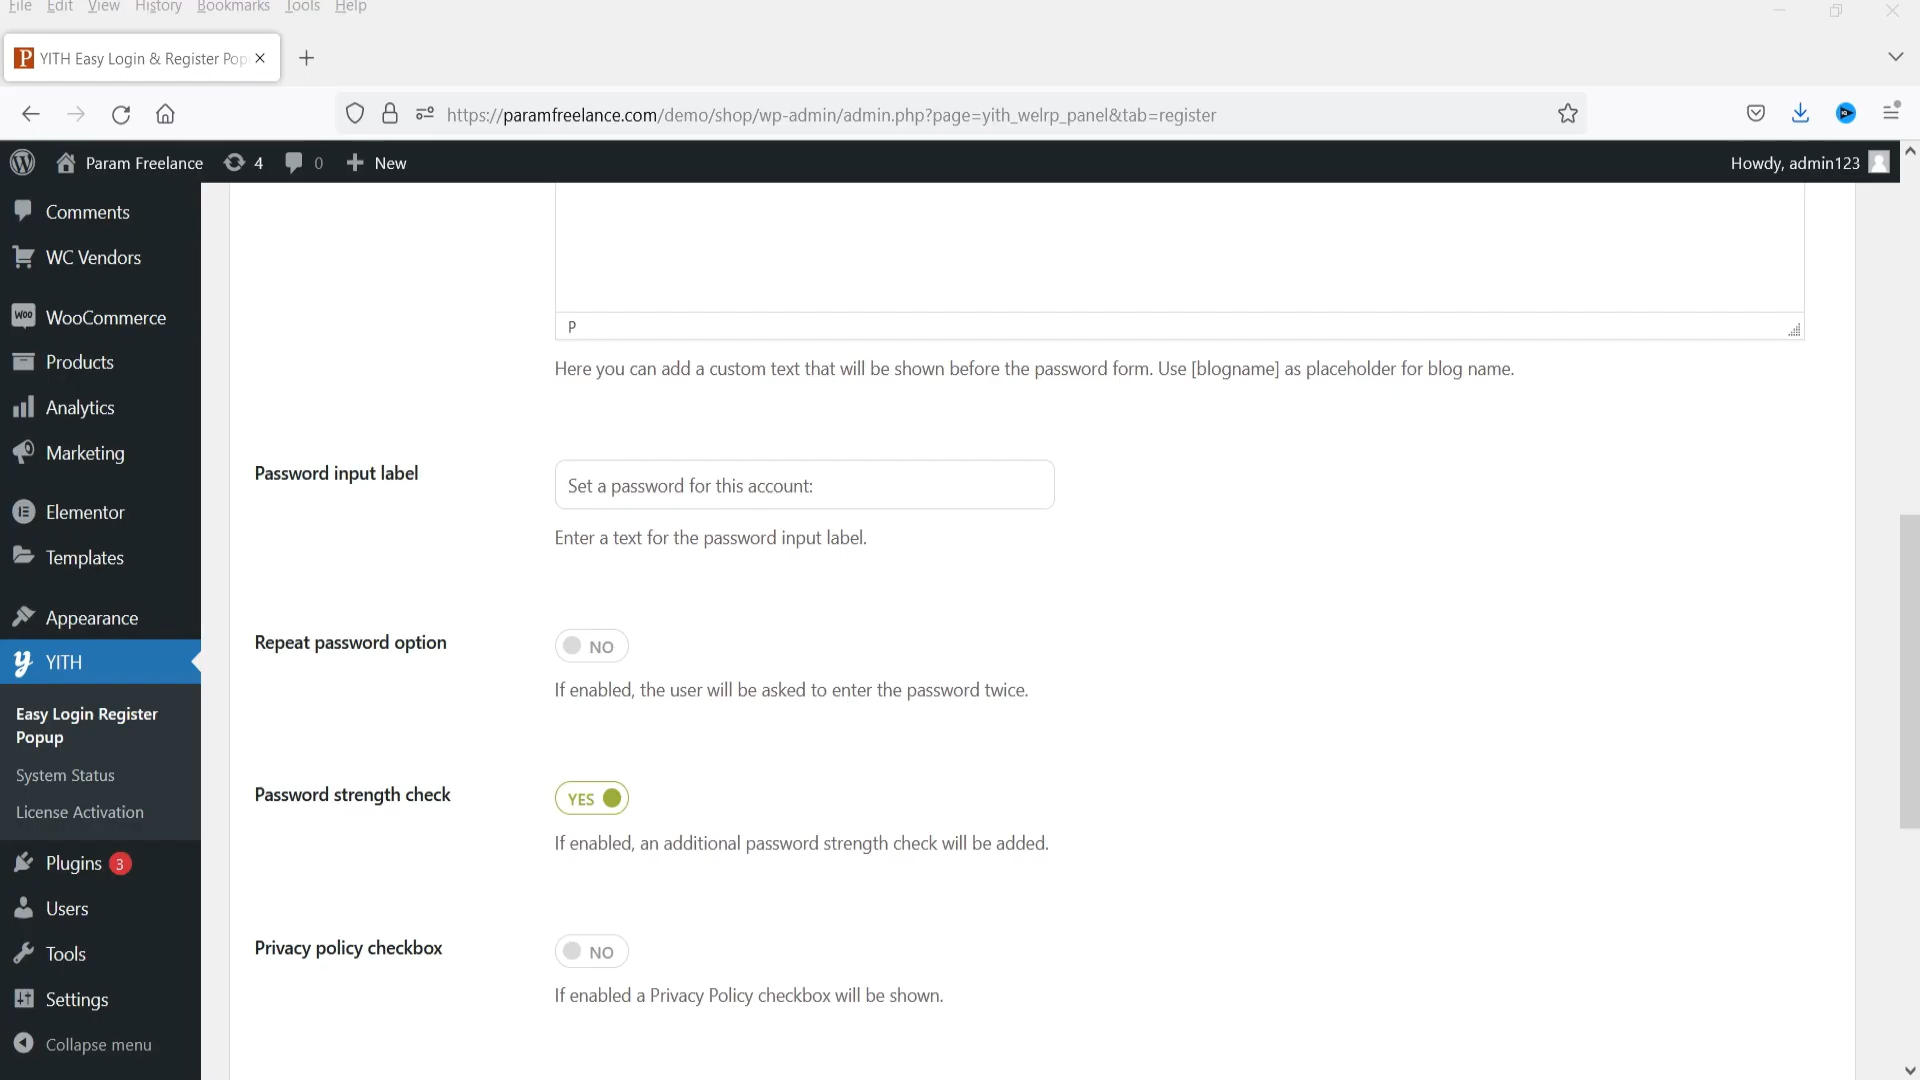 File Edit View History Bookmarks Tools Help
P YITH Easy Login & Register Pop
https://paramfreelance.com/demo/shop/wp-admin/admin.php?page=yith_welrp_panel&tab=register
Param Freelance 4 0 New
Howdy, admin123
Comments
WC Vendors
WooCommerce
Products
Analytics
Marketing
Elementor
Templates
Appearance
YITH
Easy Login Register
Popup
System Status
License Activation
Plugins 3
Users
Tools
Settings
Collapse menu
P
Here you can add a custom text that will be shown before the password form. Use [blogname] as placeholder for blog name.
Password input label
Set a password for this account:
Enter a text for the password input label.
Repeat password option
NO
If enabled, the user will be asked to enter the password twice.
Password strength check
YES
If enabled, an additional password strength check will be added.
Privacy policy checkbox
NO
If enabled a Privacy Policy checkbox will be shown.